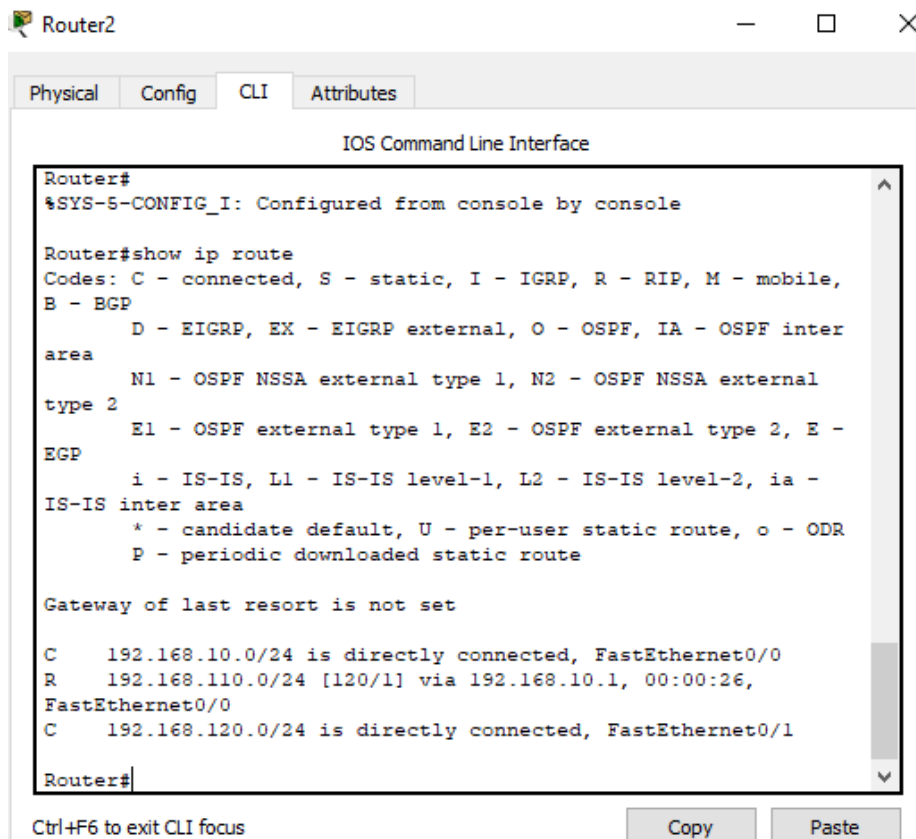 Router2
Physical Config CLI Attributes
IOS Command Line Interface
Router#
%SYS-5-CONFIG_I: Configured from console by console
Router#show ip route
Codes: C - connected, S - static, I - IGRP, R - RIP, M - mobile,
B - BGP
D - EIGRP, EX - EIGRP external, O - OSPF, IA - OSPF inter
area
N1 - OSPF NSSA external type 1, N2 - OSPF NSSA external
type 2
E1 - OSPF external type 1, E2 - OSPF external type 2, E -
EGP
i - IS-IS, L1 - IS-IS level-1, L2 - IS-IS level-2, ia -
IS-IS inter area
* - candidate default, U - per-user static route, o - ODR
P - periodic downloaded static route
Gateway of last resort is not set
C 192.168.10.0/24 is directly connected, FastEthernet0/0
R 192.168.110.0/24 [120/1] via 192.168.10.1, 00:00:26,
FastEthernet0/0
C 192.168.120.0/24 is directly connected, FastEthernet0/1
Router#
Ctrl+F6 to exit CLI focus Copy Paste